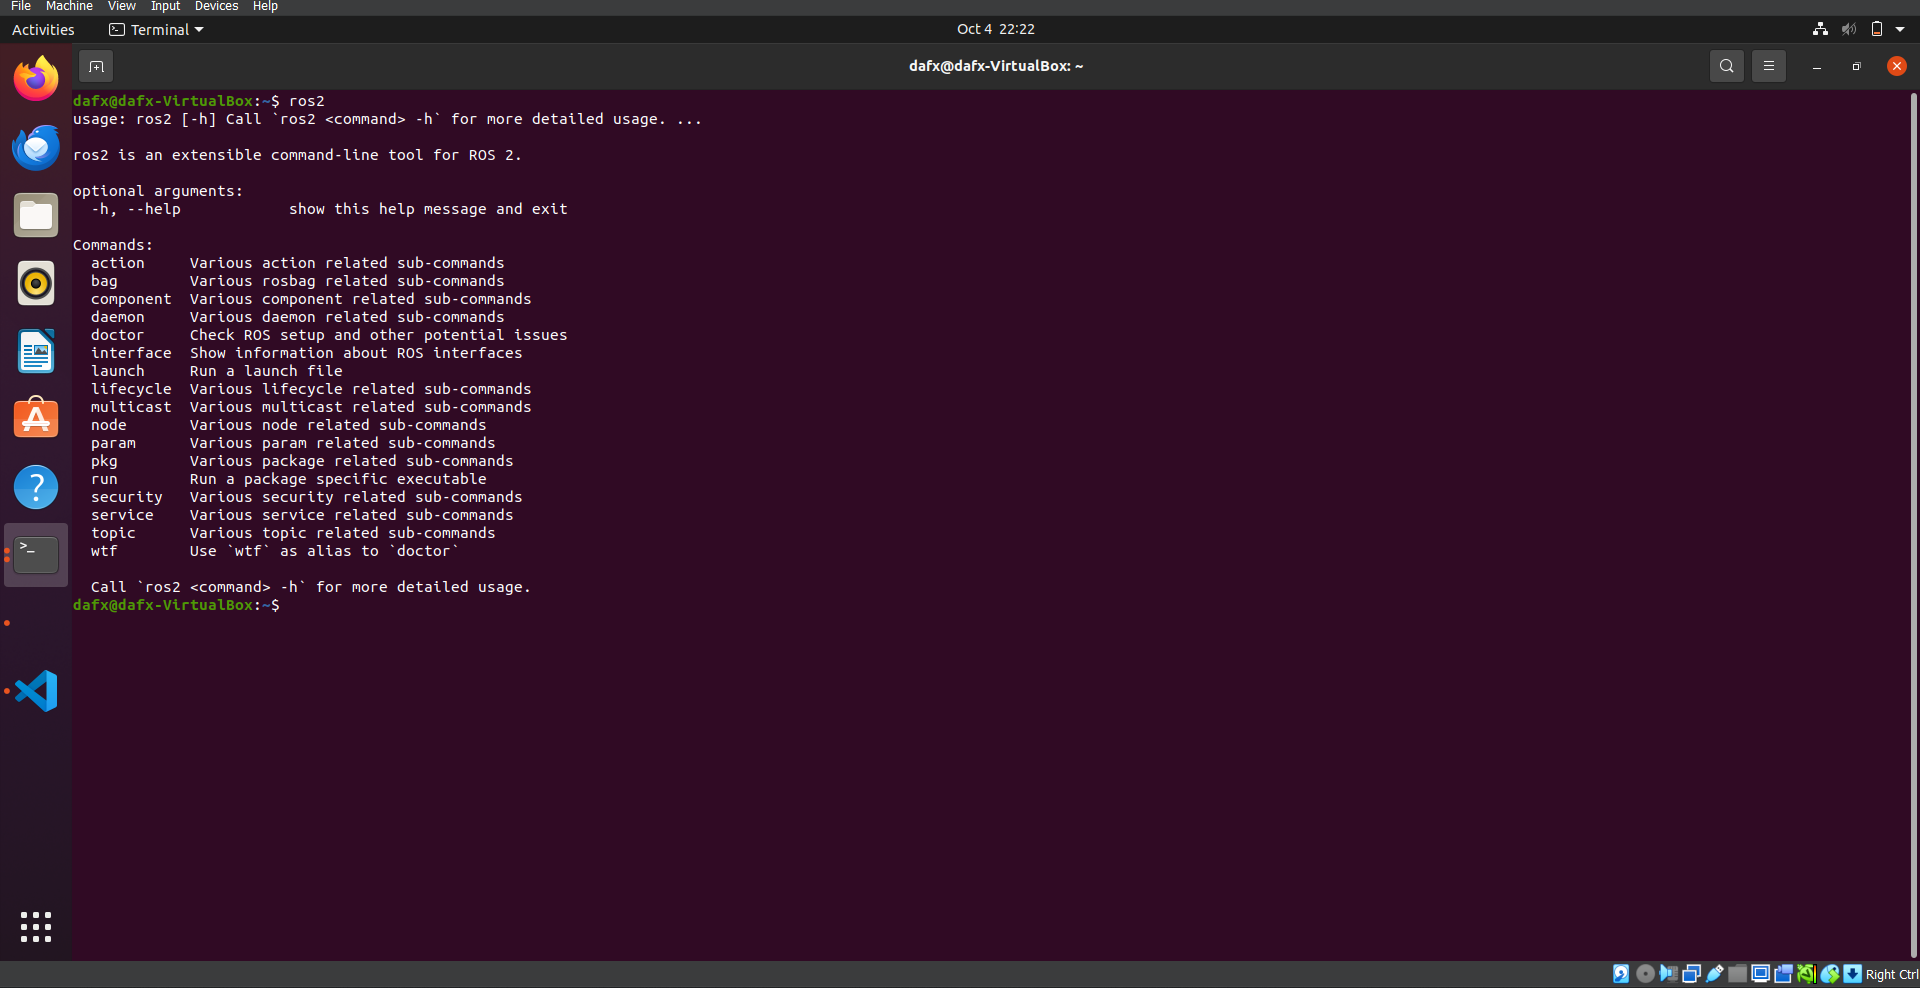 File Machine View Input Devices Help
Activities Terminal Oct 4 22:22
dafx@dafx-VirtualBox: ~
dafx@dafx-VirtualBox:~$ ros2
usage: ros2 [-h] Call `ros2 <command> -h` for more detailed usage. ...
ros2 is an extensible command-line tool for ROS 2.
optional arguments:
-h, --help show this help message and exit
Commands:
action Various action related sub-commands
bag Various rosbag related sub-commands
component Various component related sub-commands
daemon Various daemon related sub-commands
doctor Check ROS setup and other potential issues
interface Show information about ROS interfaces
launch Run a launch file
lifecycle Various lifecycle related sub-commands
multicast Various multicast related sub-commands
node Various node related sub-commands
param Various param related sub-commands
pkg Various package related sub-commands
run Run a package specific executable
security Various security related sub-commands
service Various service related sub-commands
topic Various topic related sub-commands
wtf Use `wtf` as alias to `doctor`
Call `ros2 <command> -h` for more detailed usage.
dafx@dafx-VirtualBox:~$
Right Ctrl